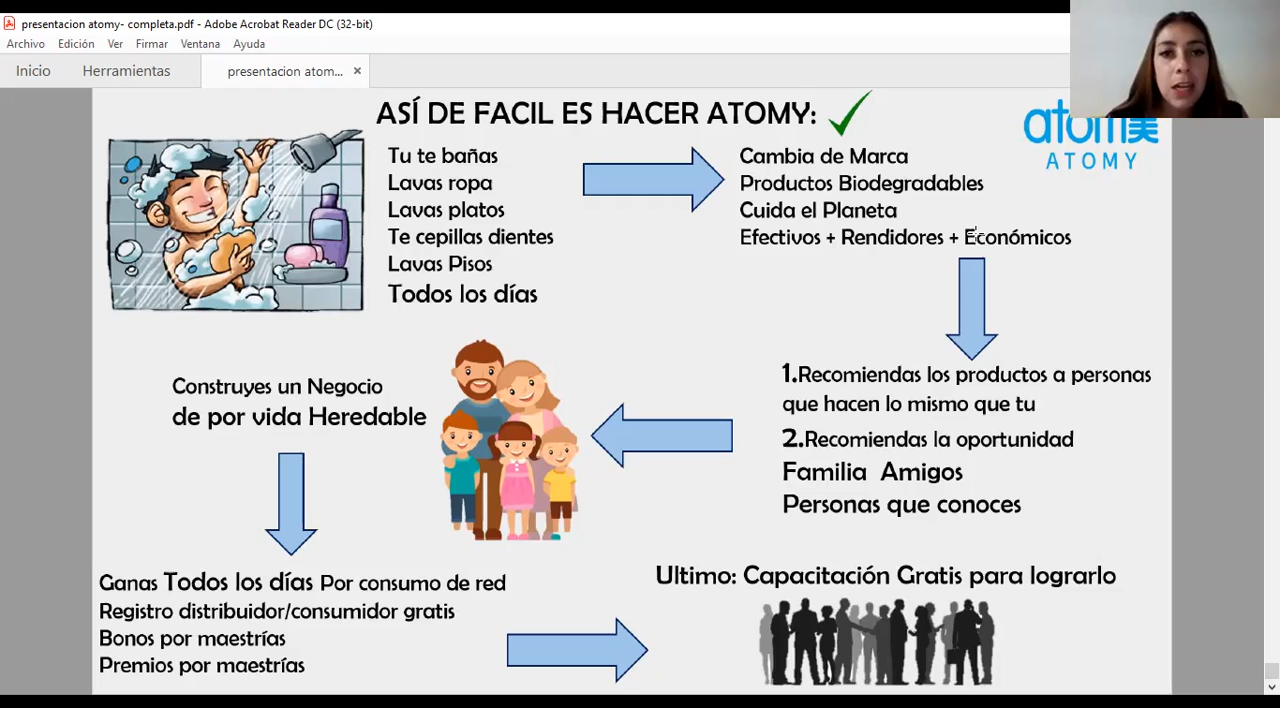 presentacion atomy- completa.pdf - Adobe Acrobat Reader DC (32-bit)
Archivo Edición Ver Firmar Ventana Ayuda
Inicio Herramientas presentacion atom... ×
ASÍ DE FACIL ES HACER ATOMY:
atom美
ATOMY
Tu te bañas
Lavas ropa
Lavas platos
Te cepillas dientes
Lavas Pisos
Todos los días
Cambia de Marca
Productos Biodegradables
Cuida el Planeta
Efectivos + Rendidores + Económicos
1.Recomiendas los productos a personas
que hacen lo mismo que tu
2.Recomiendas la oportunidad
Familia Amigos
Personas que conoces
Construyes un Negocio
de por vida Heredable
Ganas Todos los días Por consumo de red
Registro distribuidor/consumidor gratis
Bonos por maestrías
Premios por maestrías
Ultimo: Capacitación Gratis para lograrlo